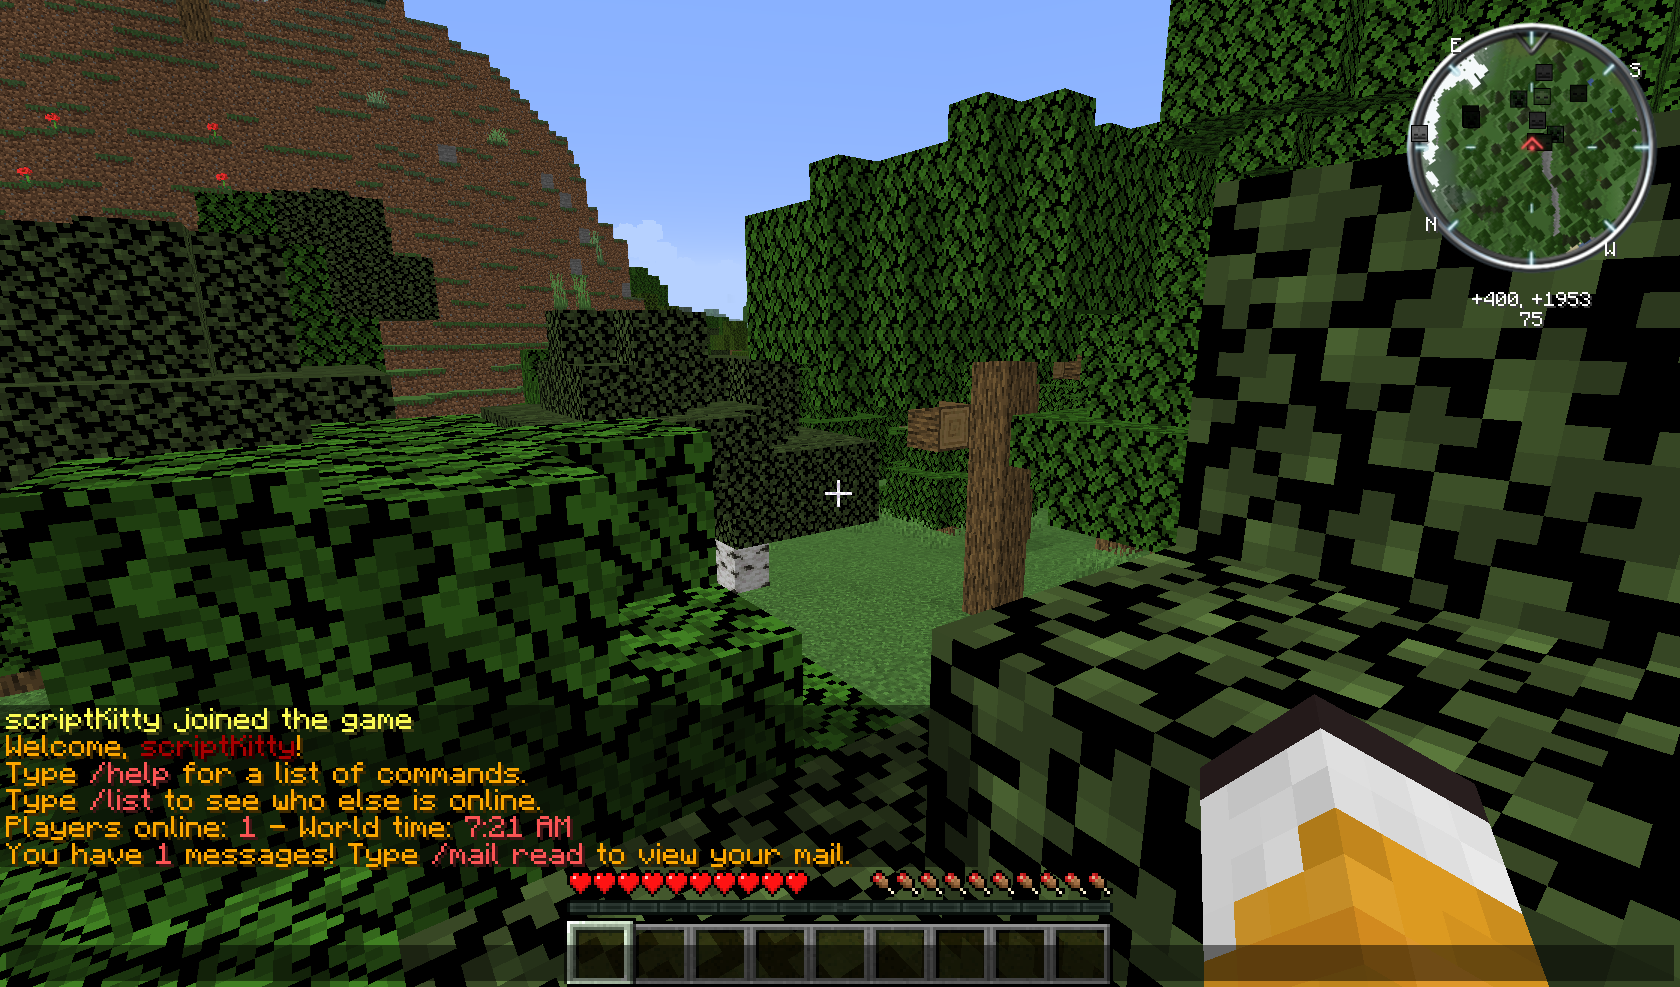 E
S
N
W
+400, +1953
75
scriptKitty joined the game
Welcome, scriptKitty!
Type /help for a list of commands.
Type /list to see who else is online.
Players online: 1 - World time: 7:21 AM
You have 1 messages! Type /mail read to view your mail.